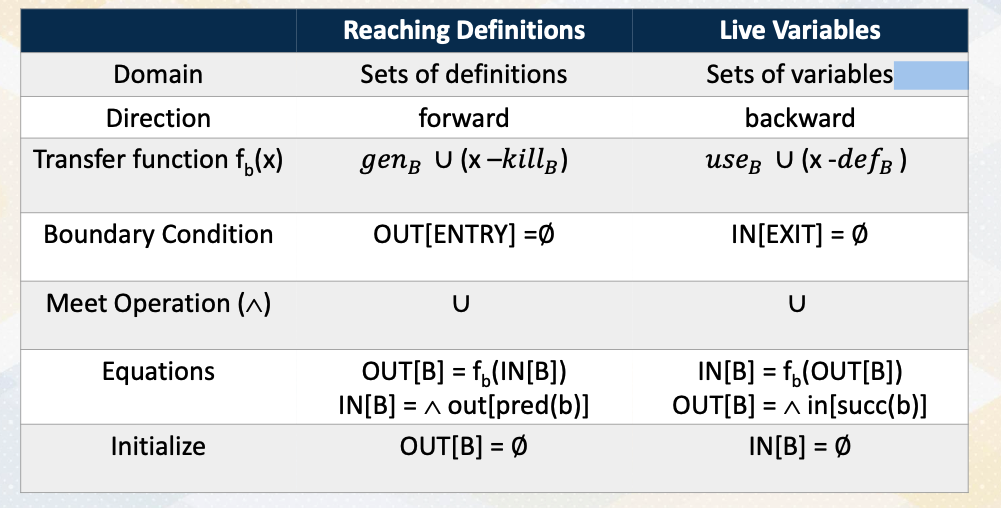 Reaching Definitions Live Variables
Domain Sets of definitions Sets of variables
Direction forward backward
Transfer function f_b(x) gen_B ∪ (x –kill_B) use_B ∪ (x -def_B )
Boundary Condition OUT[ENTRY] =Ø IN[EXIT] = Ø
Meet Operation (∧) ∪ ∪
Equations OUT[B] = f_b(IN[B]) IN[B] = f_b(OUT[B])
IN[B] = ∧ out[pred(b)] OUT[B] = ∧ in[succ(b)]
Initialize OUT[B] = Ø IN[B] = Ø